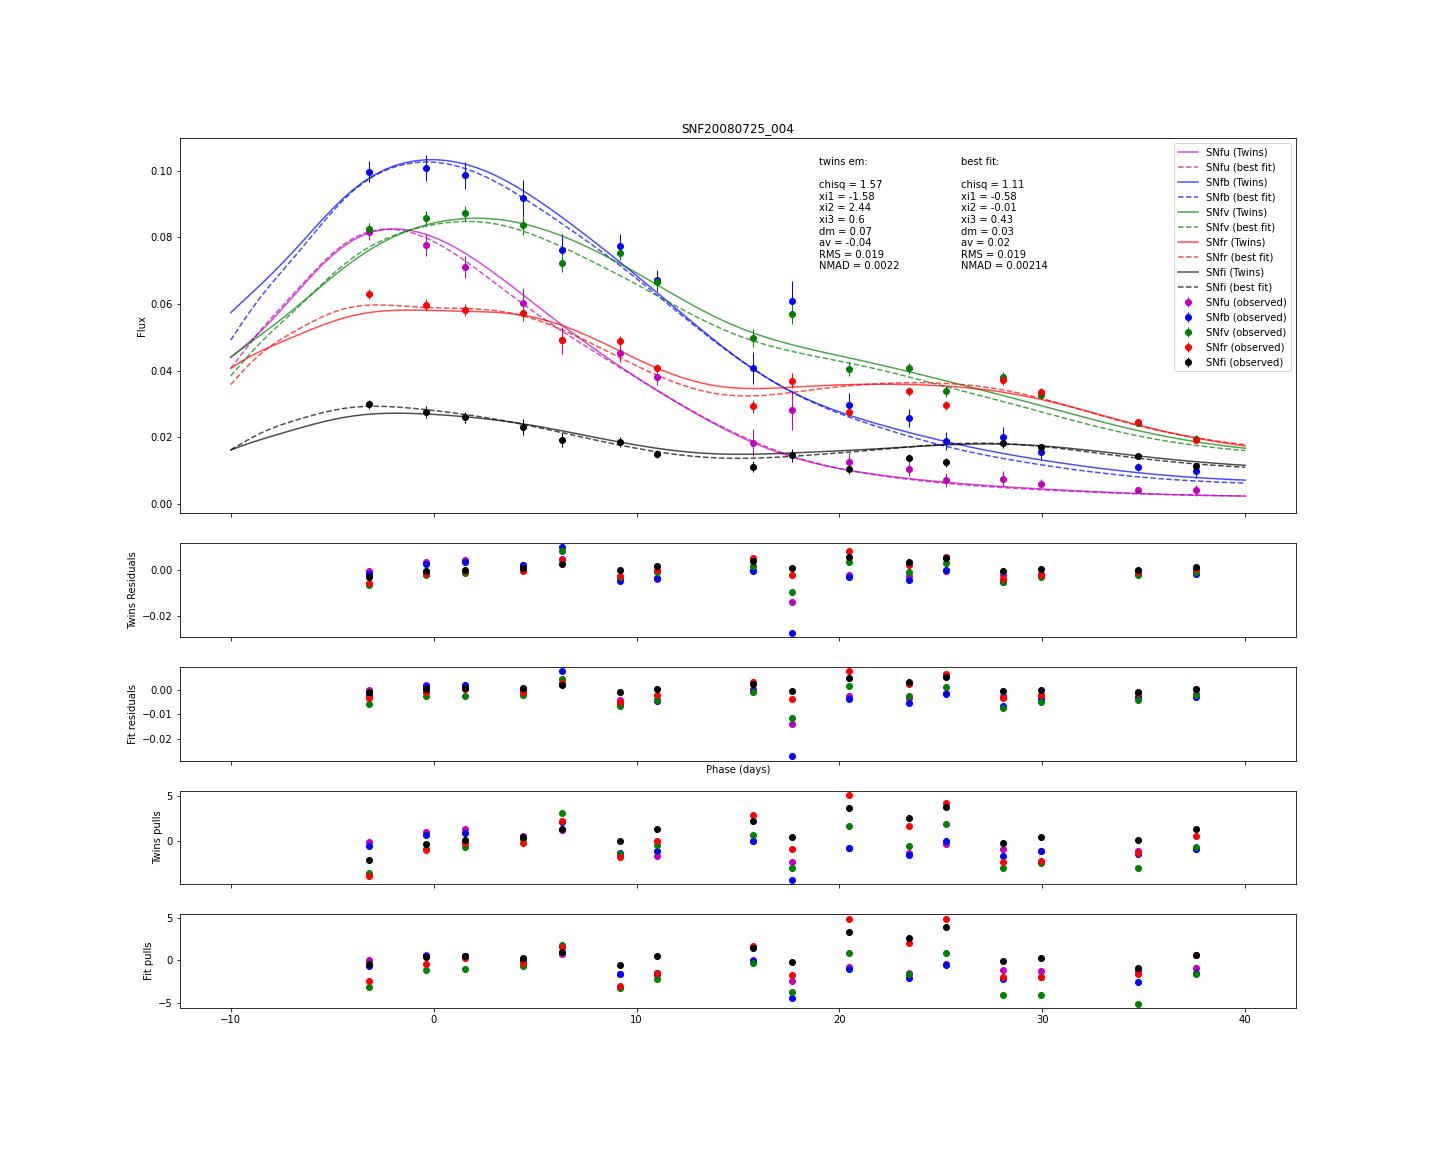 SNF20080725_004
Flux
0.10
0.08
0.06
0.04
0.02
0.00
twins em:
chisq = 1.57
xi1 = -1.58
xi2 = 2.44
xi3 = 0.6
dm = 0.07
av = -0.04
RMS = 0.019
NMAD = 0.0022
best fit:
chisq = 1.11
xi1 = -0.58
xi2 = -0.01
xi3 = 0.43
dm = 0.03
av = 0.02
RMS = 0.019
NMAD = 0.00214
SNfu (Twins)
SNfu (best fit)
SNfb (Twins)
SNfb (best fit)
SNfv (Twins)
SNfv (best fit)
SNfr (Twins)
SNfr (best fit)
SNfi (Twins)
SNfi (best fit)
SNfu (observed)
SNfb (observed)
SNfv (observed)
SNfr (observed)
SNfi (observed)
Twins Residuals
0.00
−0.02
Fit residuals
0.00
−0.01
−0.02
Phase (days)
Twins pulls
5
0
Fit pulls
5
0
−5
−10
0
10
20
30
40